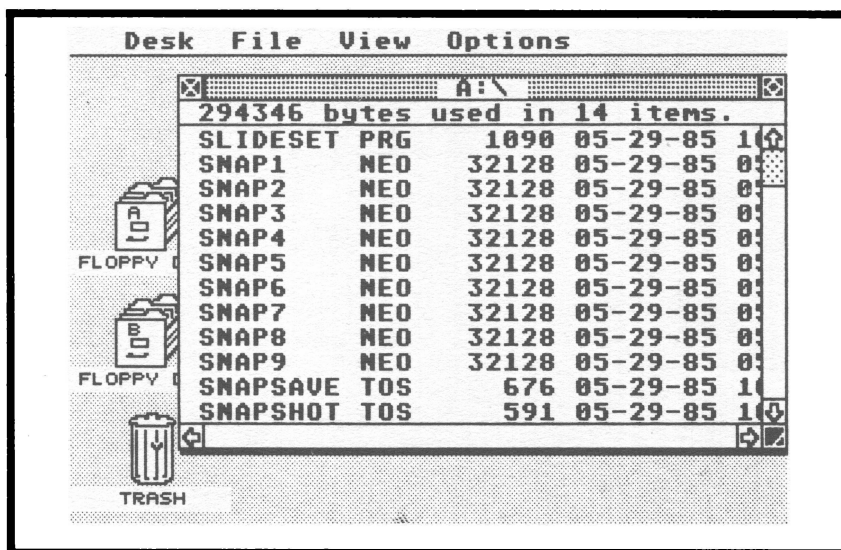 Desk File View Options
A:\
294346 bytes used in 14 items.
SLIDESET PRG 1090 05-29-85
SNAP1 NEO 32128 05-29-85
SNAP2 NEO 32128 05-29-85
SNAP3 NEO 32128 05-29-85
SNAP4 NEO 32128 05-29-85
SNAP5 NEO 32128 05-29-85
SNAP6 NEO 32128 05-29-85
SNAP7 NEO 32128 05-29-85
SNAP8 NEO 32128 05-29-85
SNAP9 NEO 32128 05-29-85
SNAPSAVE TOS 676 05-29-85
SNAPSHOT TOS 591 05-29-85
A
FLOPPY
B
FLOPPY
TRASH